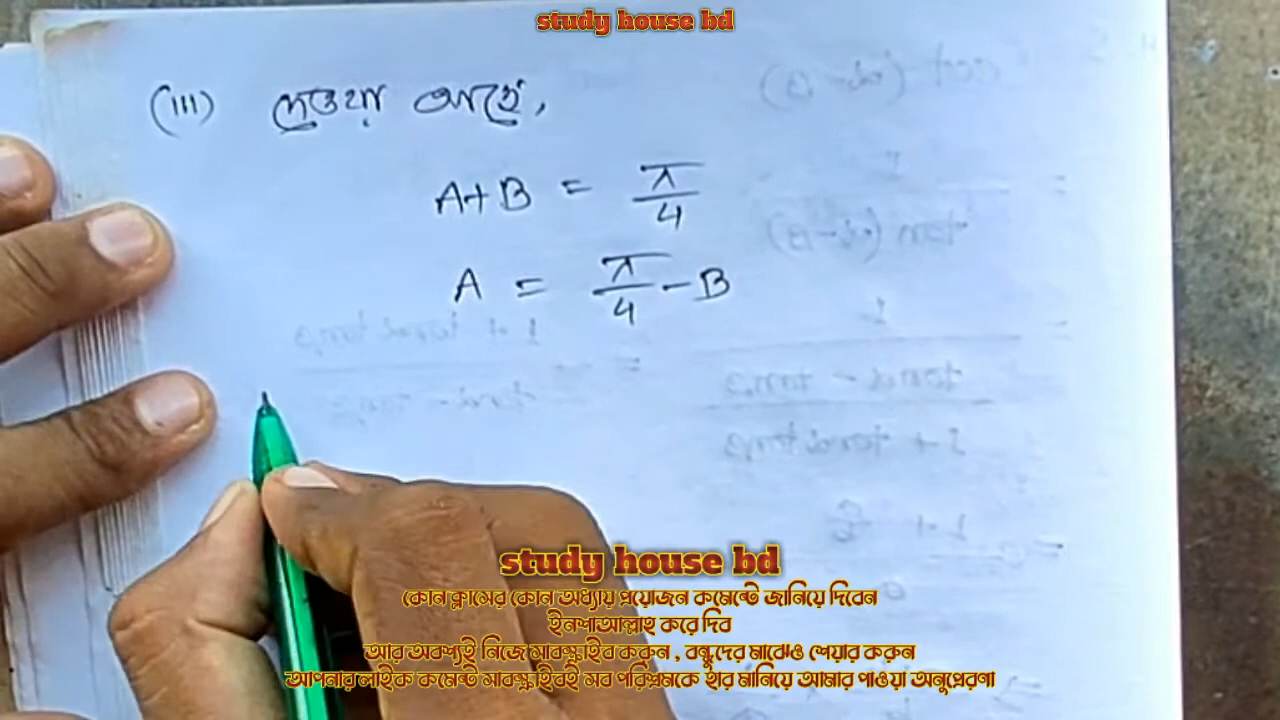 study house bd
(iii) দেওয়া আছে,
A+B = π/4
A = π/4 - B
study house bd
কোন ক্লাসের কোন অধ্যায় প্রয়োজন কমেন্টে জানিয়ে দিবেন
ইনশাআল্লাহ করে দিব
আর অবশ্যই নিজে সাবস্ক্রাইব করুন , বন্ধুদের মাঝেও শেয়ার করুন
আপনার লাইক কমেন্ট সাবস্ক্রাইবই সব পরিশ্রমকে হার মানিয়ে আমার পাওয়া অনুপ্রেরণা